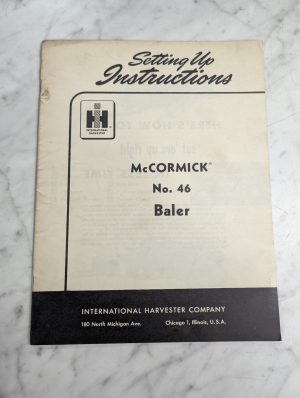 Setting Up
Instructions
IH
INTERNATIONAL
HARVESTER
McCORMICK®
No. 46
Baler
INTERNATIONAL HARVESTER COMPANY
180 North Michigan Ave. Chicago 1, Illinois, U.S.A.